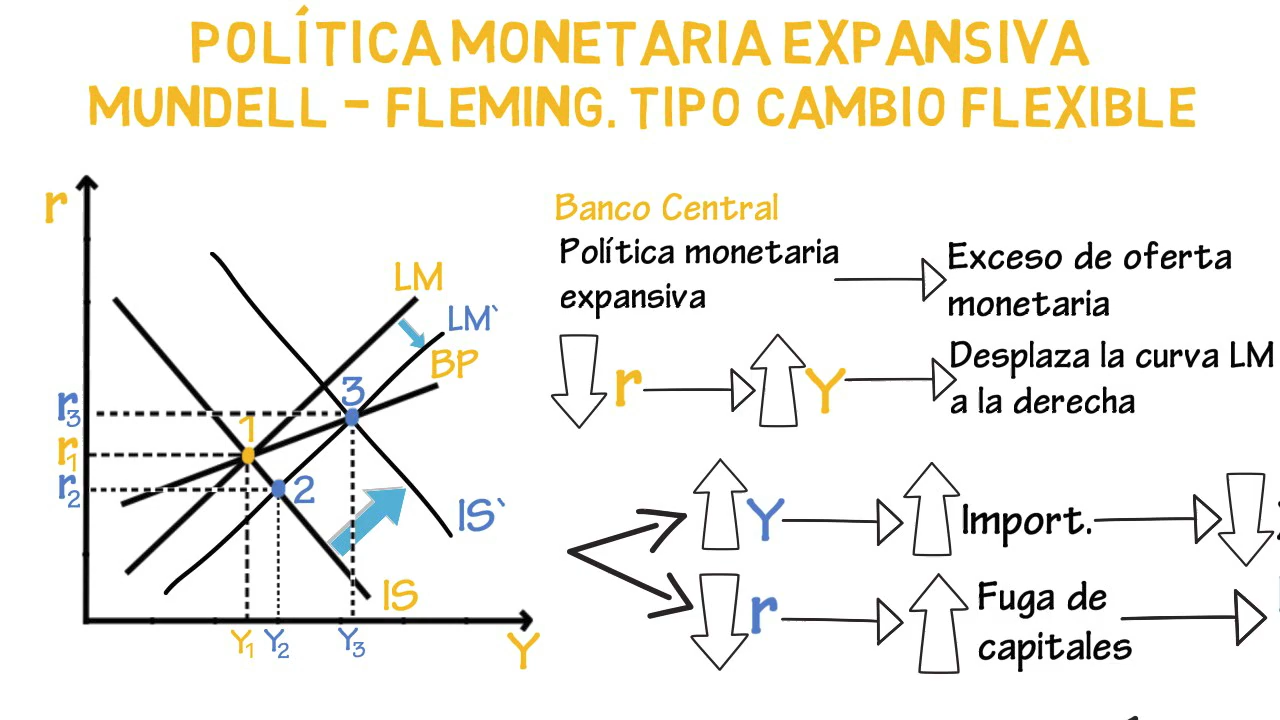 POLÍTICA MONETARIA EXPANSIVA
MUNDELL - FLEMING. TIPO CAMBIO FLEXIBLE
r
LM
LM`
BP
3
1
2
r3
r1
r2
IS`
IS
Y1 Y2 Y3
Y
Banco Central
Política monetaria
expansiva
Exceso de oferta
monetaria
r
Y
Desplaza la curva LM
a la derecha
Y
Import.
r
Fuga de
capitales